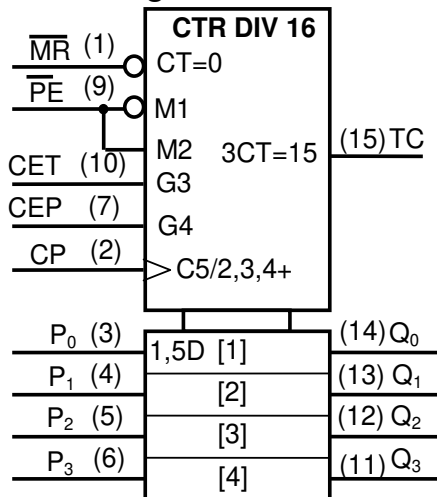 CTR DIV 16
M̅R̅ (1) CT=0
P̅E̅ (9) M1
M2 3CT=15 (15) TC
CET (10) G3
CEP (7) G4
CP (2) C5/2,3,4+
P₀ (3) 1,5D [1] (14) Q₀
P₁ (4) [2] (13) Q₁
P₂ (5) [3] (12) Q₂
P₃ (6) [4] (11) Q₃